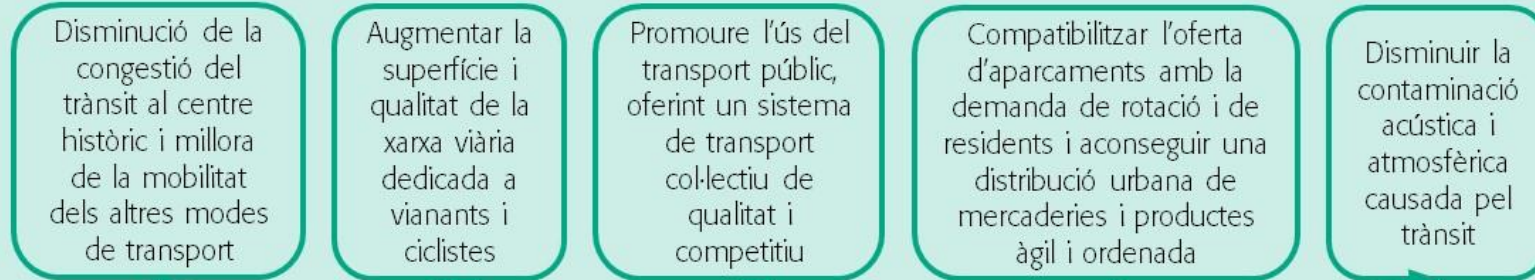 Disminució de la
congestió del
trànsit al centre
històric i millora
de la mobilitat
dels altres modes
de transport
Augmentar la
superfície i
qualitat de la
xarxa viària
dedicada a
vianants i
ciclistes
Promoure l'ús del
transport públic,
oferint un sistema
de transport
col·lectiu de
qualitat i
competitiu
Compatibilitzar l'oferta
d'aparcaments amb la
demanda de rotació i de
residents i aconseguir una
distribució urbana de
mercaderies i productes
àgil i ordenada
Disminuir la
contaminació
acústica i
atmosfèrica
causada pel
trànsit